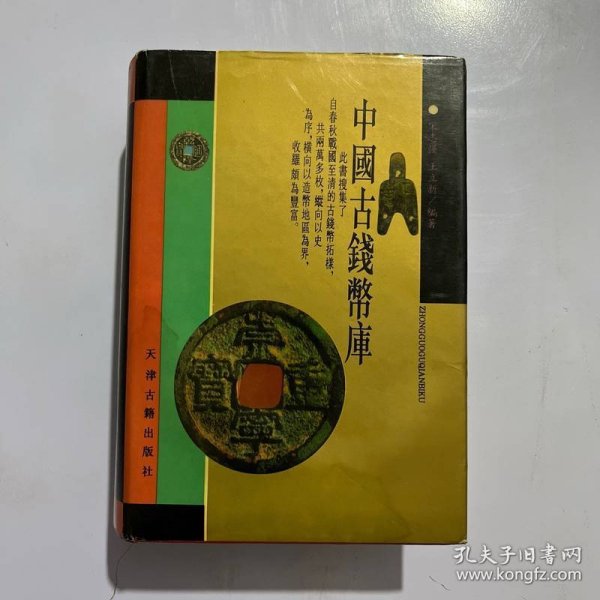 中國古錢幣庫
此書搜集了
自春秋戰國至清的古錢幣拓樣，
共兩萬多枚，縱向以史
為序，橫向以造幣地區為界，
收羅頗為豐富。
編著
ZHONGGUOGUQIANBIKU
崇寧重寶
天津古籍出版社
孔夫子旧书网
www.kongfz.com